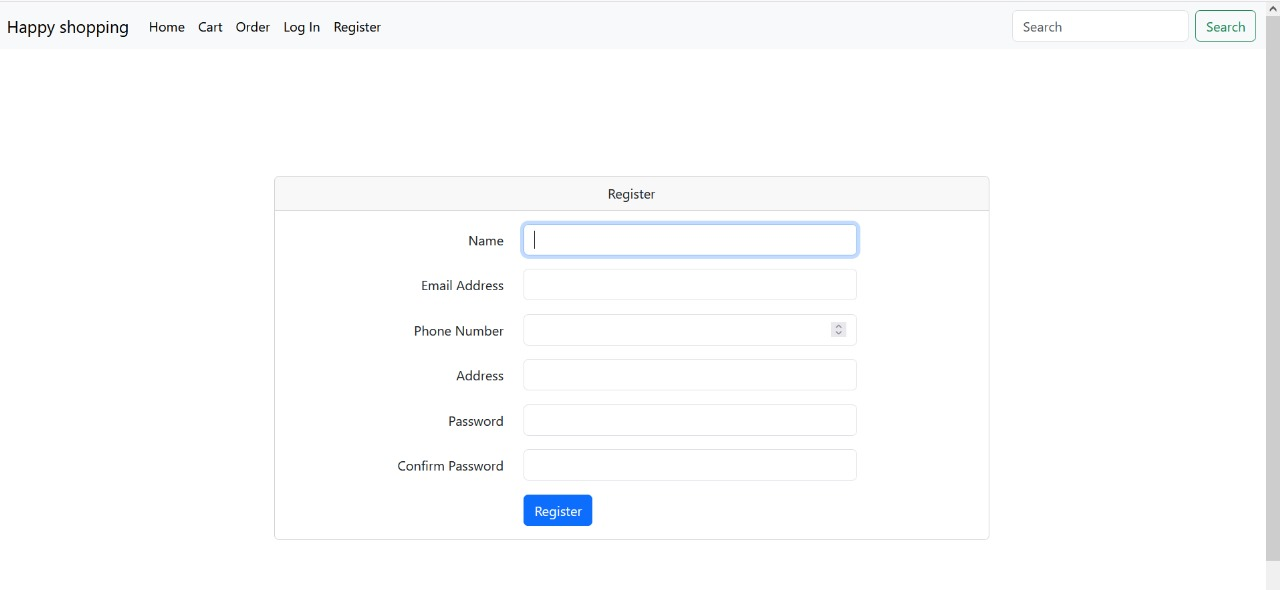 Happy shopping Home Cart Order Log In Register Search Search
Register
Name
Email Address
Phone Number
Address
Password
Confirm Password
Register